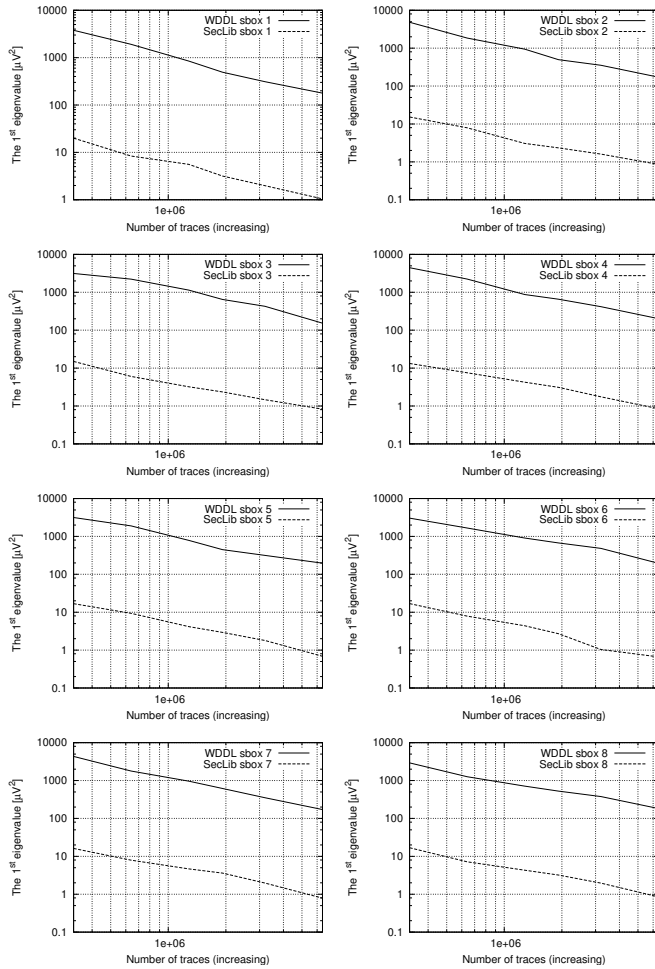 The 1st eigenvalue [μV2]
10000
1000
100
10
1
WDDL sbox 1
SecLib sbox 1
1e+06
Number of traces (increasing)
The 1st eigenvalue [μV2]
10000
1000
100
10
1
0.1
WDDL sbox 2
SecLib sbox 2
1e+06
Number of traces (increasing)
The 1st eigenvalue [μV2]
10000
1000
100
10
1
0.1
WDDL sbox 3
SecLib sbox 3
1e+06
Number of traces (increasing)
The 1st eigenvalue [μV2]
10000
1000
100
10
1
0.1
WDDL sbox 4
SecLib sbox 4
1e+06
Number of traces (increasing)
The 1st eigenvalue [μV2]
10000
1000
100
10
1
0.1
WDDL sbox 5
SecLib sbox 5
1e+06
Number of traces (increasing)
The 1st eigenvalue [μV2]
10000
1000
100
10
1
0.1
WDDL sbox 6
SecLib sbox 6
1e+06
Number of traces (increasing)
The 1st eigenvalue [μV2]
10000
1000
100
10
1
0.1
WDDL sbox 7
SecLib sbox 7
1e+06
Number of traces (increasing)
The 1st eigenvalue [μV2]
10000
1000
100
10
1
0.1
WDDL sbox 8
SecLib sbox 8
1e+06
Number of traces (increasing)